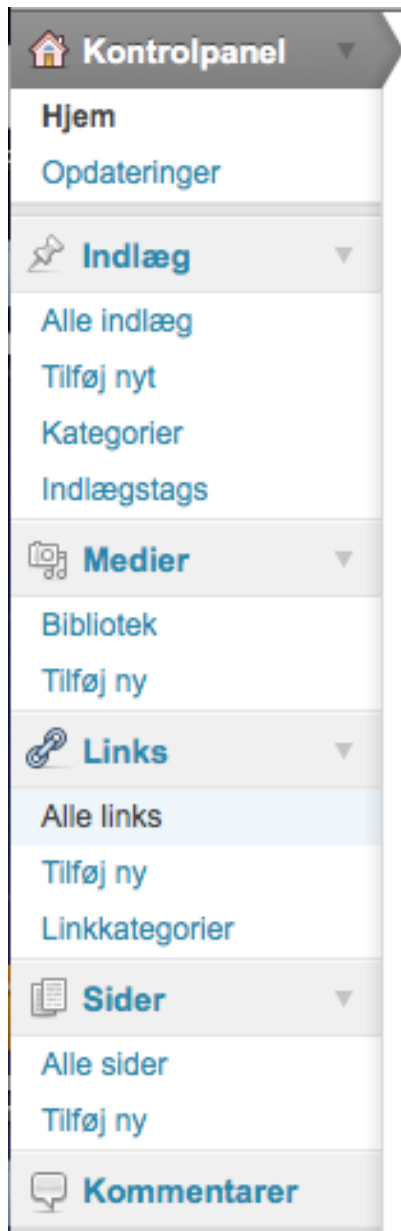 Kontrolpanel
Hjem
Opdateringer
Indlæg
Alle indlæg
Tilføj nyt
Kategorier
Indlægstags
Medier
Bibliotek
Tilføj ny
Links
Alle links
Tilføj ny
Linkkategorier
Sider
Alle sider
Tilføj ny
Kommentarer